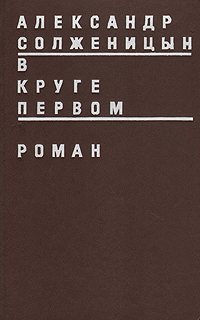 АЛЕКСАНДР
СОЛЖЕНИЦЫН
В
КРУГЕ
ПЕРВОМ
РОМАН